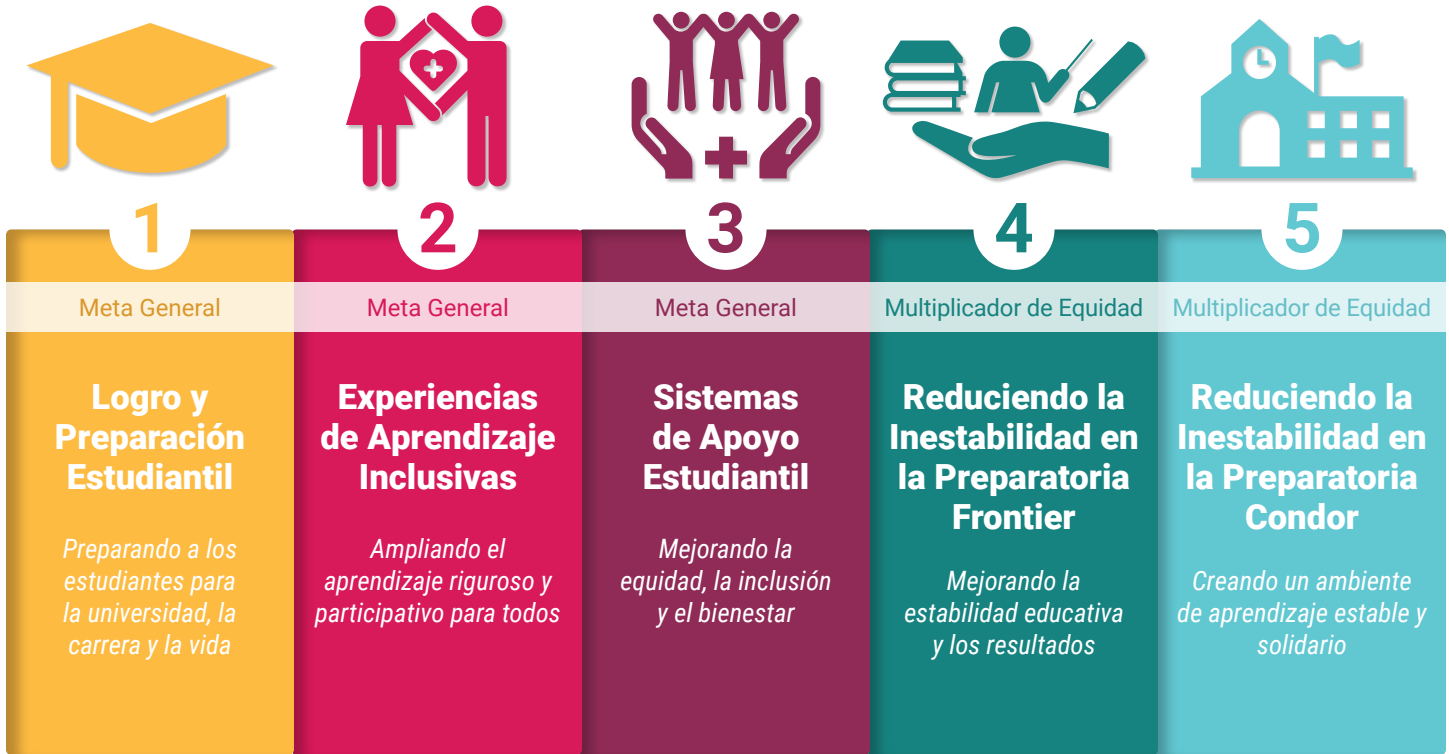 1
Meta General
Logro y
Preparación
Estudiantil
Preparando a los
estudiantes para
la universidad, la
carrera y la vida
2
Meta General
Experiencias
de Aprendizaje
Inclusivas
Ampliando el
aprendizaje riguroso y
participativo para todos
3
Meta General
Sistemas
de Apoyo
Estudiantil
Mejorando la
equidad, la inclusión
y el bienestar
4
Multiplicador de Equidad
Reduciendo la
Inestabilidad en
la Preparatoria
Frontier
Mejorando la
estabilidad educativa
y los resultados
5
Multiplicador de Equidad
Reduciendo la
Inestabilidad en
la Preparatoria
Condor
Creando un ambiente
de aprendizaje estable y
solidario